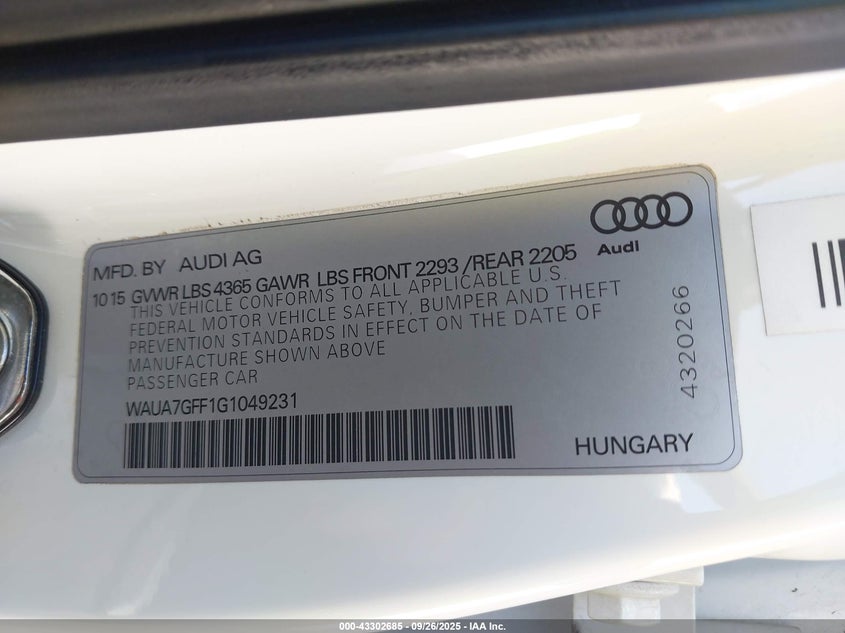 Audi
MFD. BY AUDI AG
10 15 GVWR LBS 4365 GAWR LBS FRONT 2293 /REAR 2205
THIS VEHICLE CONFORMS TO ALL APPLICABLE U.S.
FEDERAL MOTOR VEHICLE SAFETY, BUMPER AND THEFT
PREVENTION STANDARDS IN EFFECT ON THE DATE OF
MANUFACTURE SHOWN ABOVE
PASSENGER CAR
4320266
WAUA7GFF1G1049231
HUNGARY
000-43302685 - 09/26/2025 - IAA Inc.